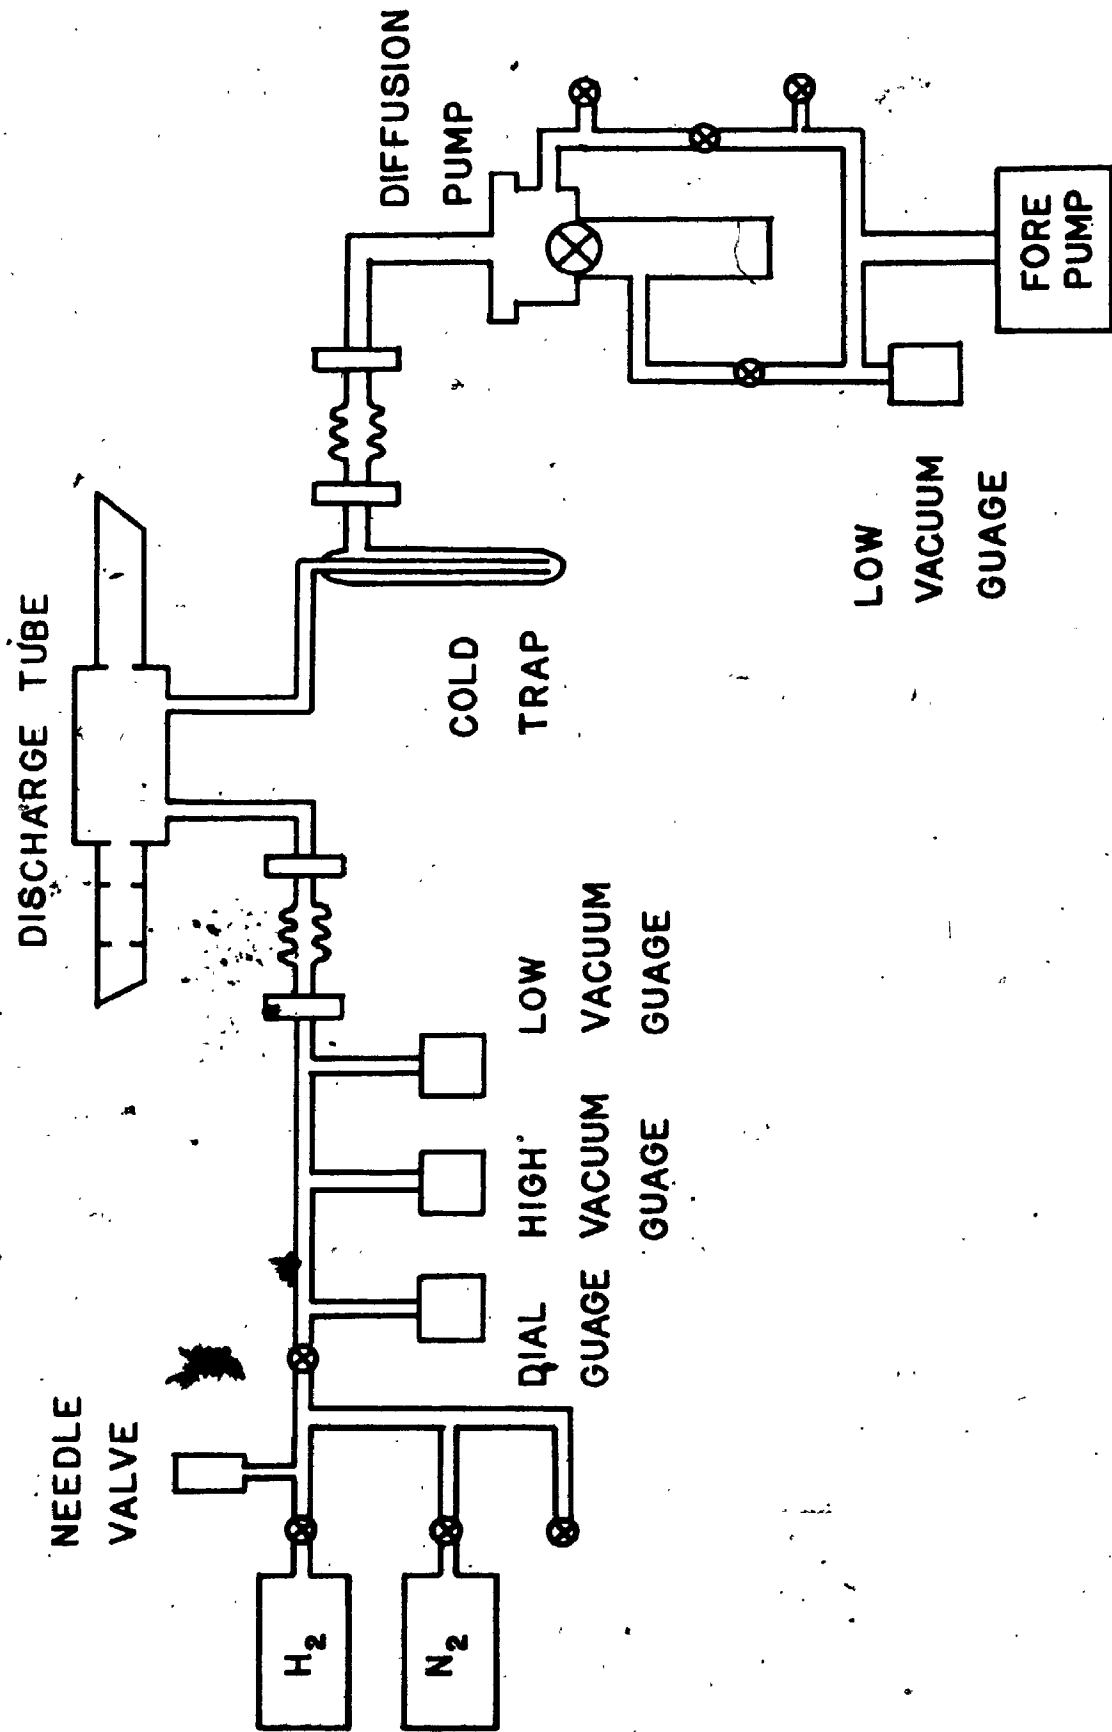 DISCHARGE TUBE
NEEDLE
VALVE
H₂
N₂
DIAL
GUAGE
HIGH
VACUUM
GUAGE
LOW
VACUUM
GUAGE
COLD
TRAP
DIFFUSION
PUMP
LOW
VACUUM
GUAGE
FORE
PUMP